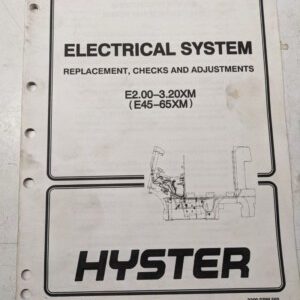 ELECTRICAL SYSTEM
REPLACEMENT, CHECKS AND ADJUSTMENTS
E2.00–3.20XM
(E45–65XM)
HYSTER